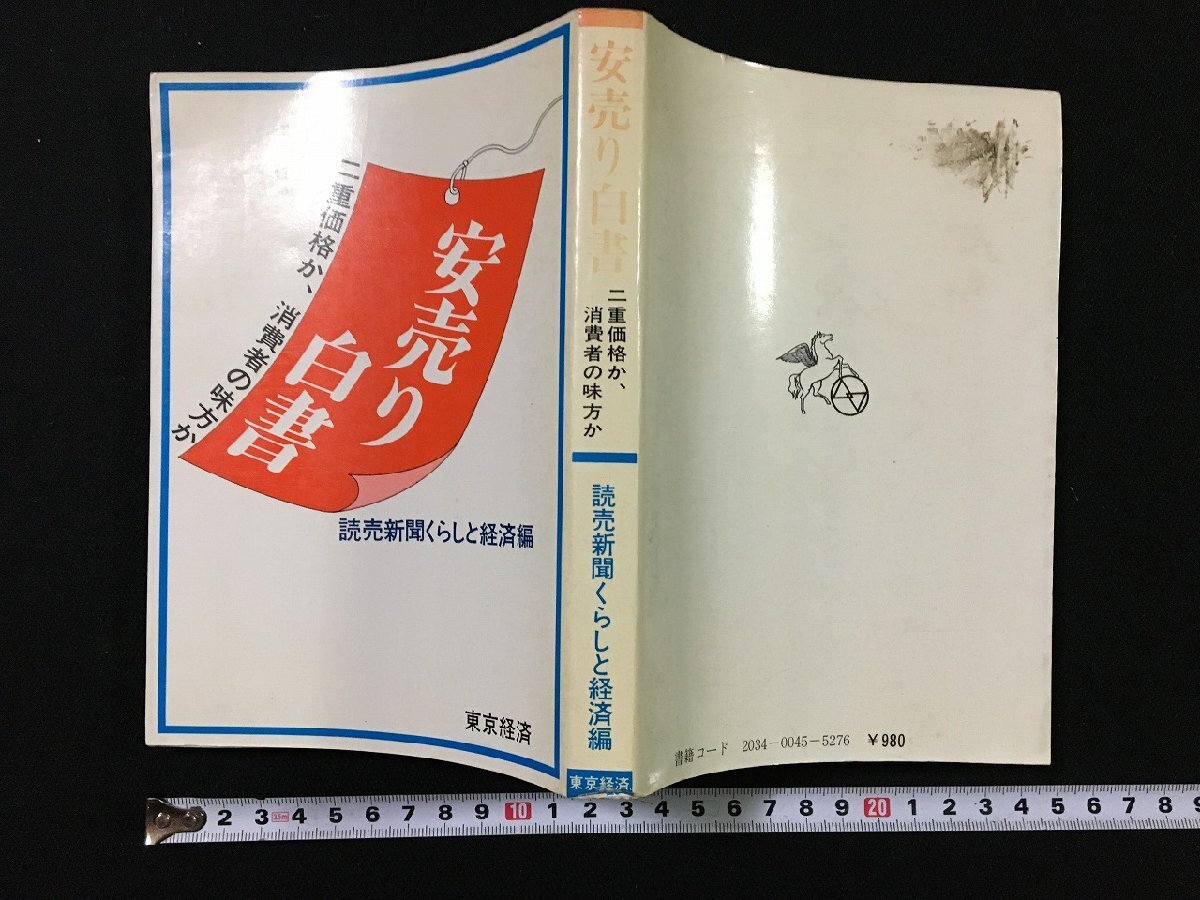 安売り
白書
二重価格か、消費者の味方か
読売新聞くらしと経済編
東京経済
安売り白書
二重価格か、
消費者の味方か
読売新聞くらしと経済編
東京経済
書籍コード 2034-0045-5276 ¥980
2 3 3.5m 4 5 6 7 8 9 10 1 2 3 4 5 6 7 8 9 20 1 2 3 4 5 6 7 8 9